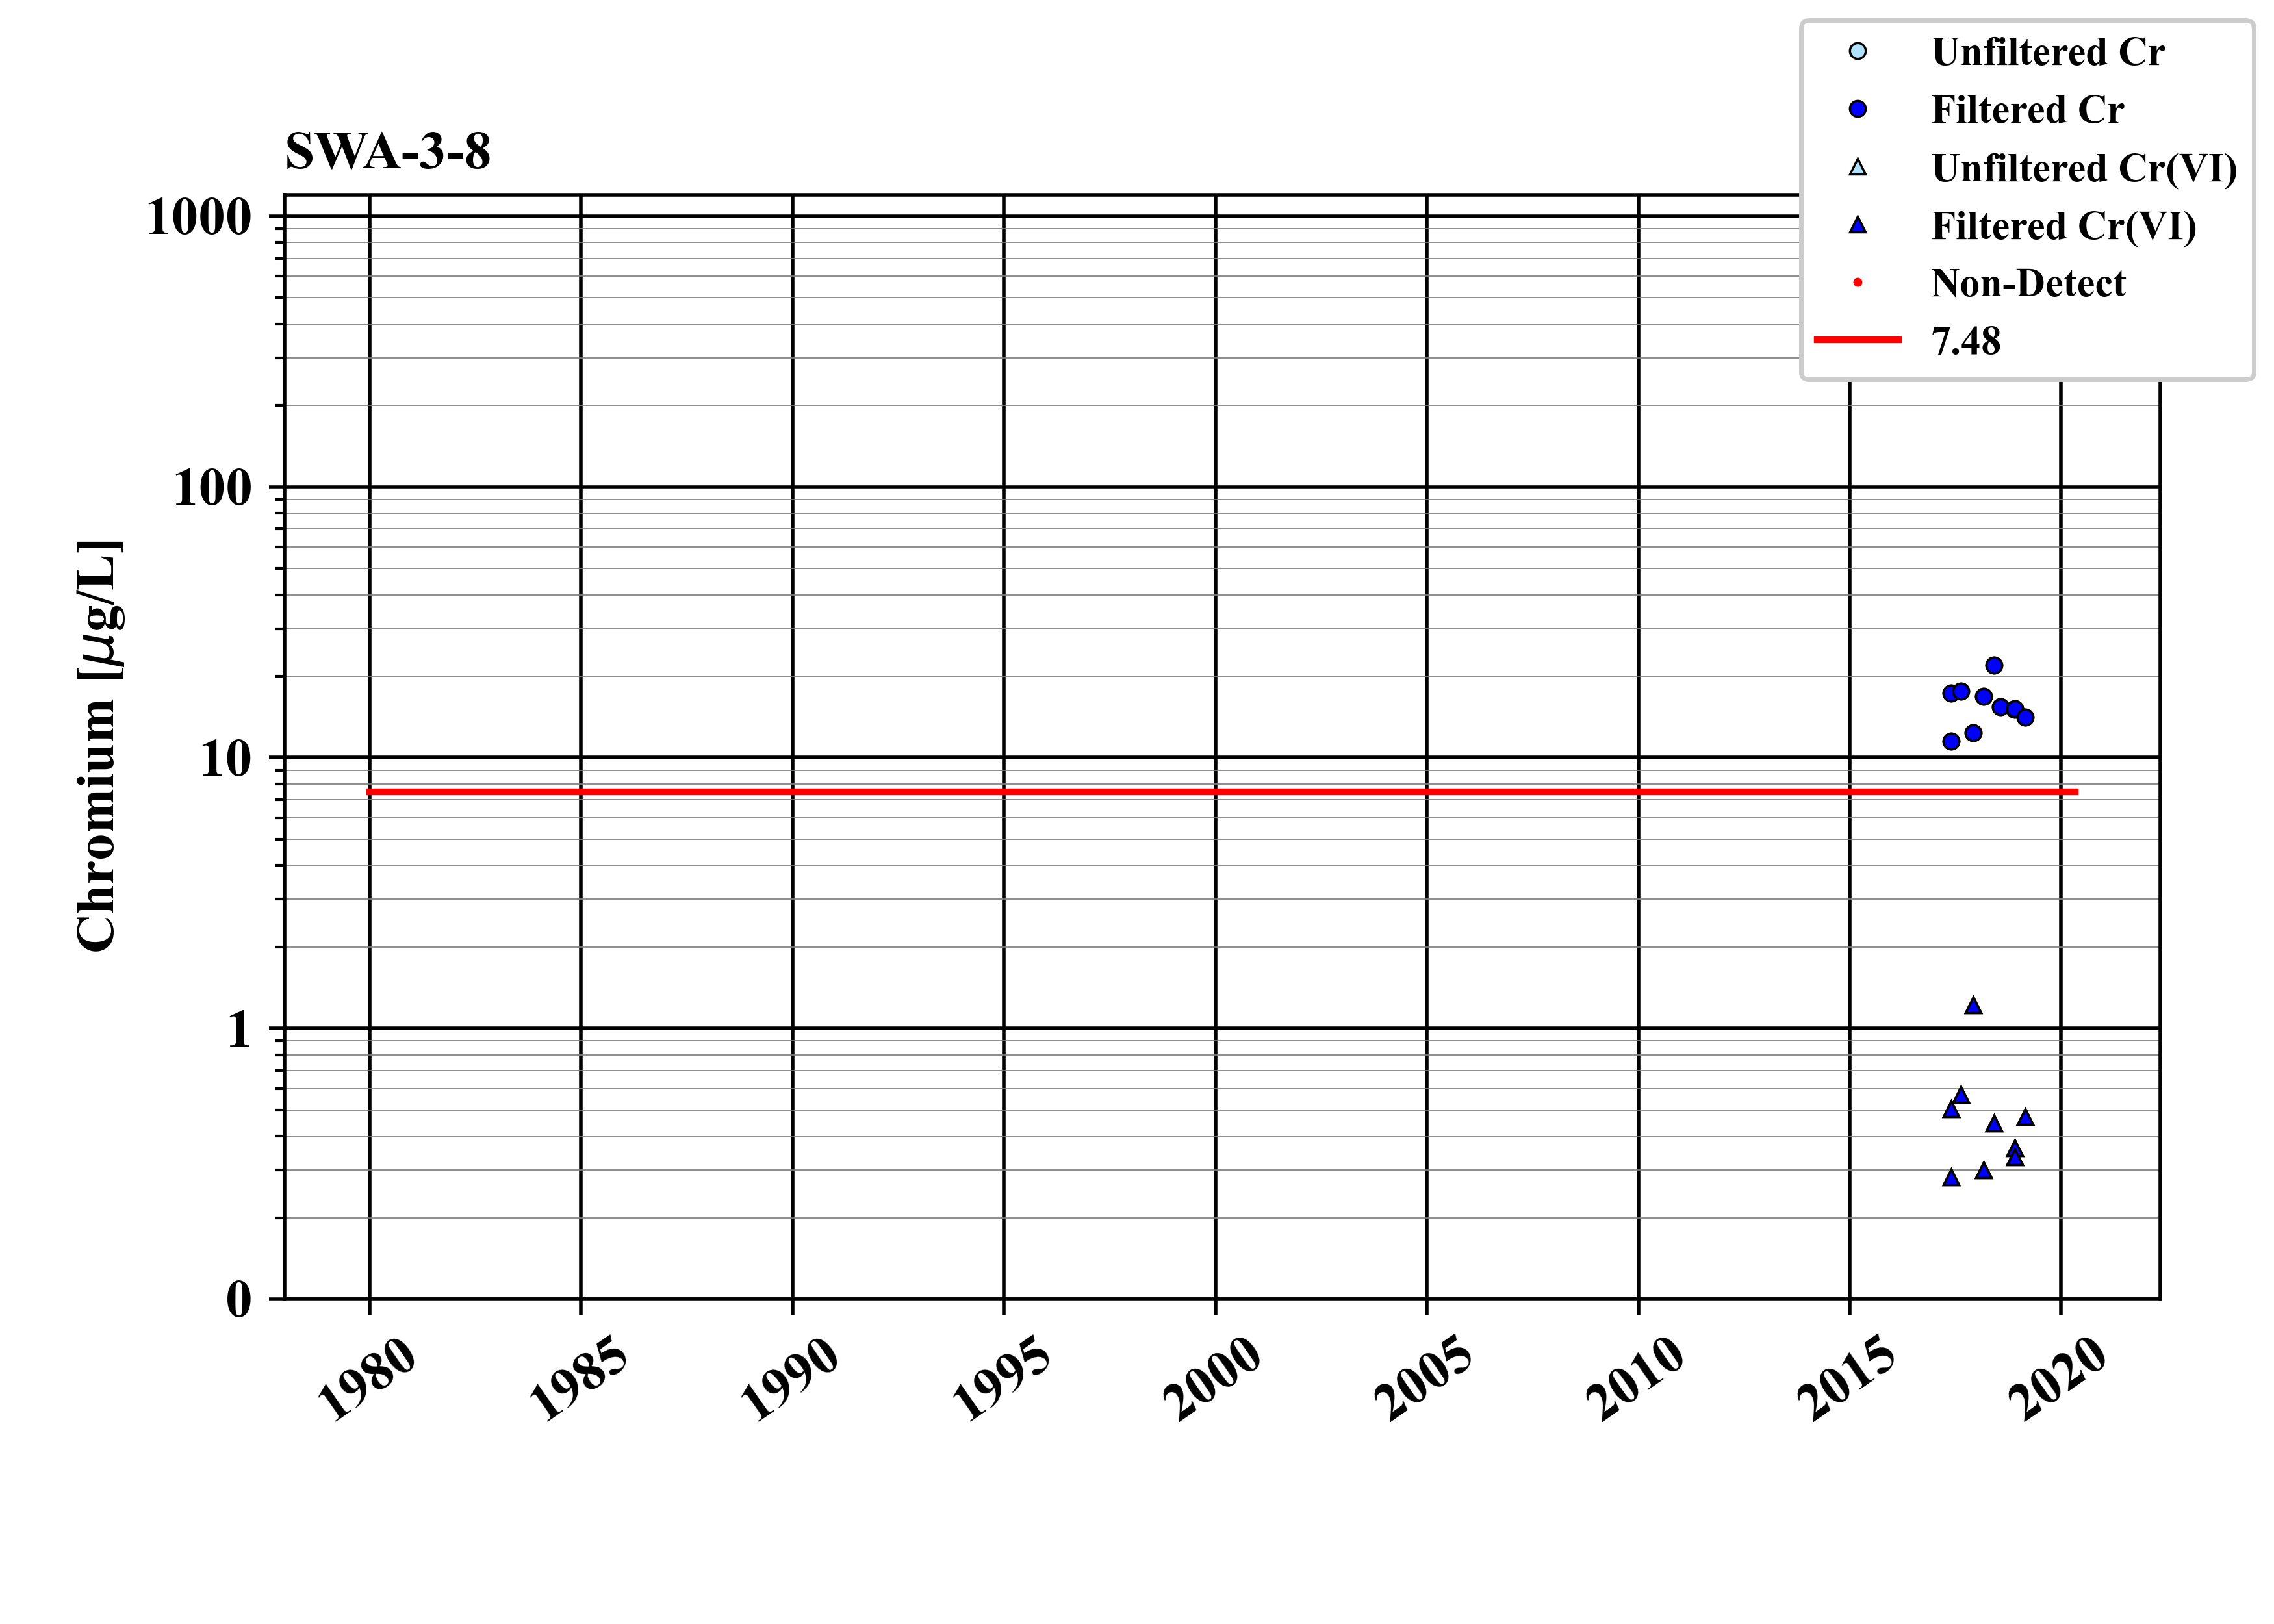 Unfiltered Cr
Filtered Cr
Unfiltered Cr(VI)
Filtered Cr(VI)
Non-Detect
7.48
SWA-3-8
1000
100
10
1
0
Chromium [μg/L]
1980
1985
1990
1995
2000
2005
2010
2015
2020